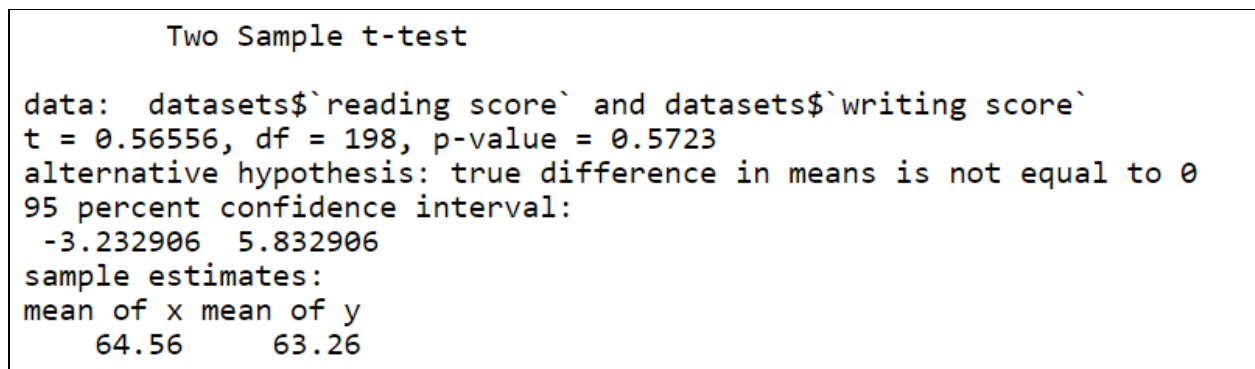 Two Sample t-test
data:  datasets$`reading score` and datasets$`writing score`
t = 0.56556, df = 198, p-value = 0.5723
alternative hypothesis: true difference in means is not equal to 0
95 percent confidence interval:
 -3.232906  5.832906
sample estimates:
mean of x mean of y
    64.56     63.26